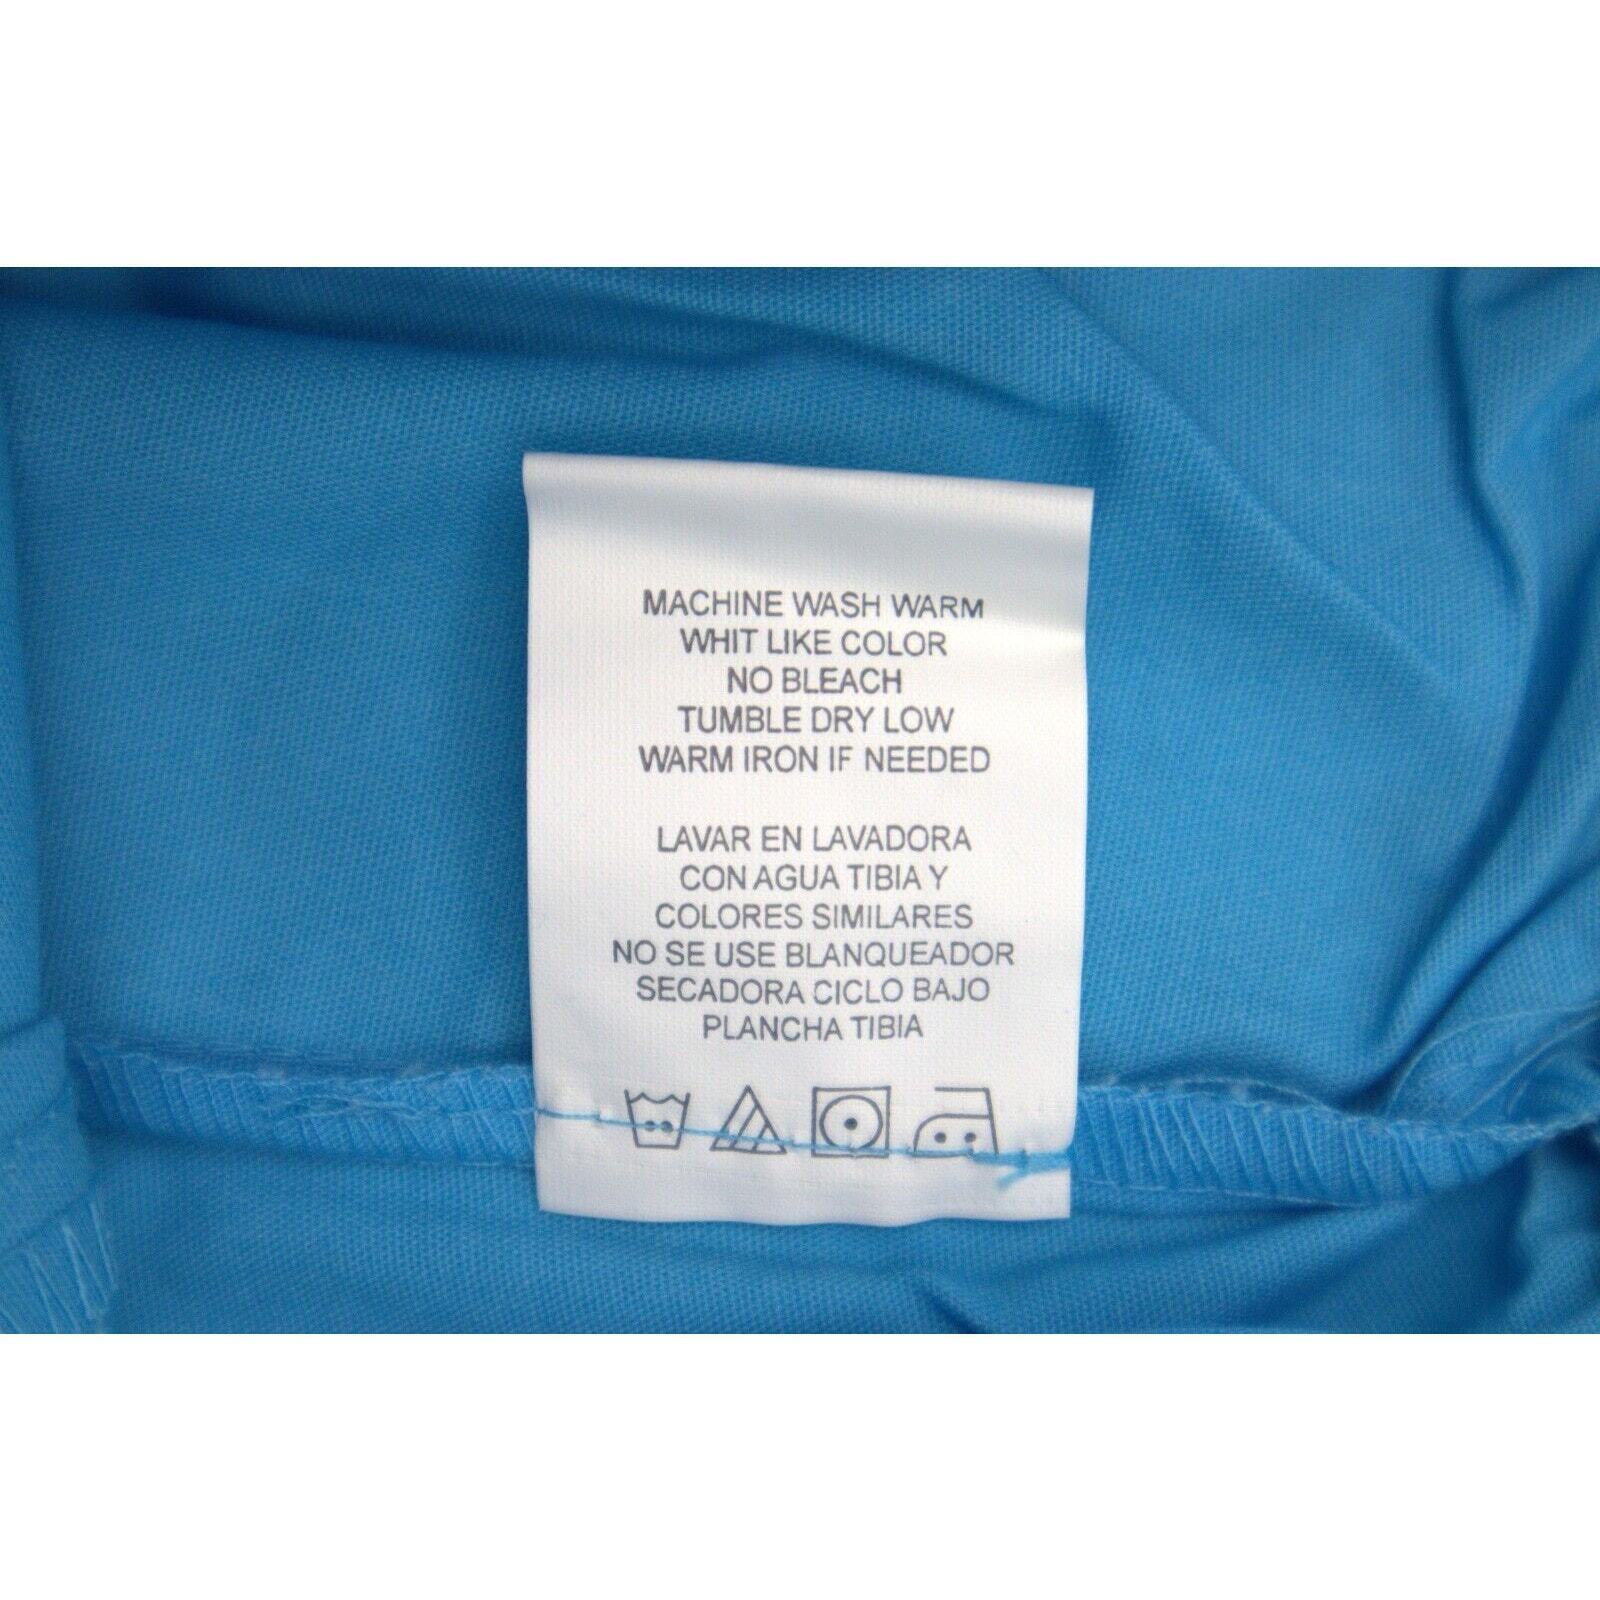 MACHINE WASH WARM
WHIT LIKE COLOR
NO BLEACH
TUMBLE DRY LOW
WARM IRON IF NEEDED
LAVAR EN LAVADORA
CON AGUA TIBIA Y
COLORES SIMILARES
NO SE USE BLANQUEADOR
SECADORA CICLO BAJO
PLANCHA TIBIA